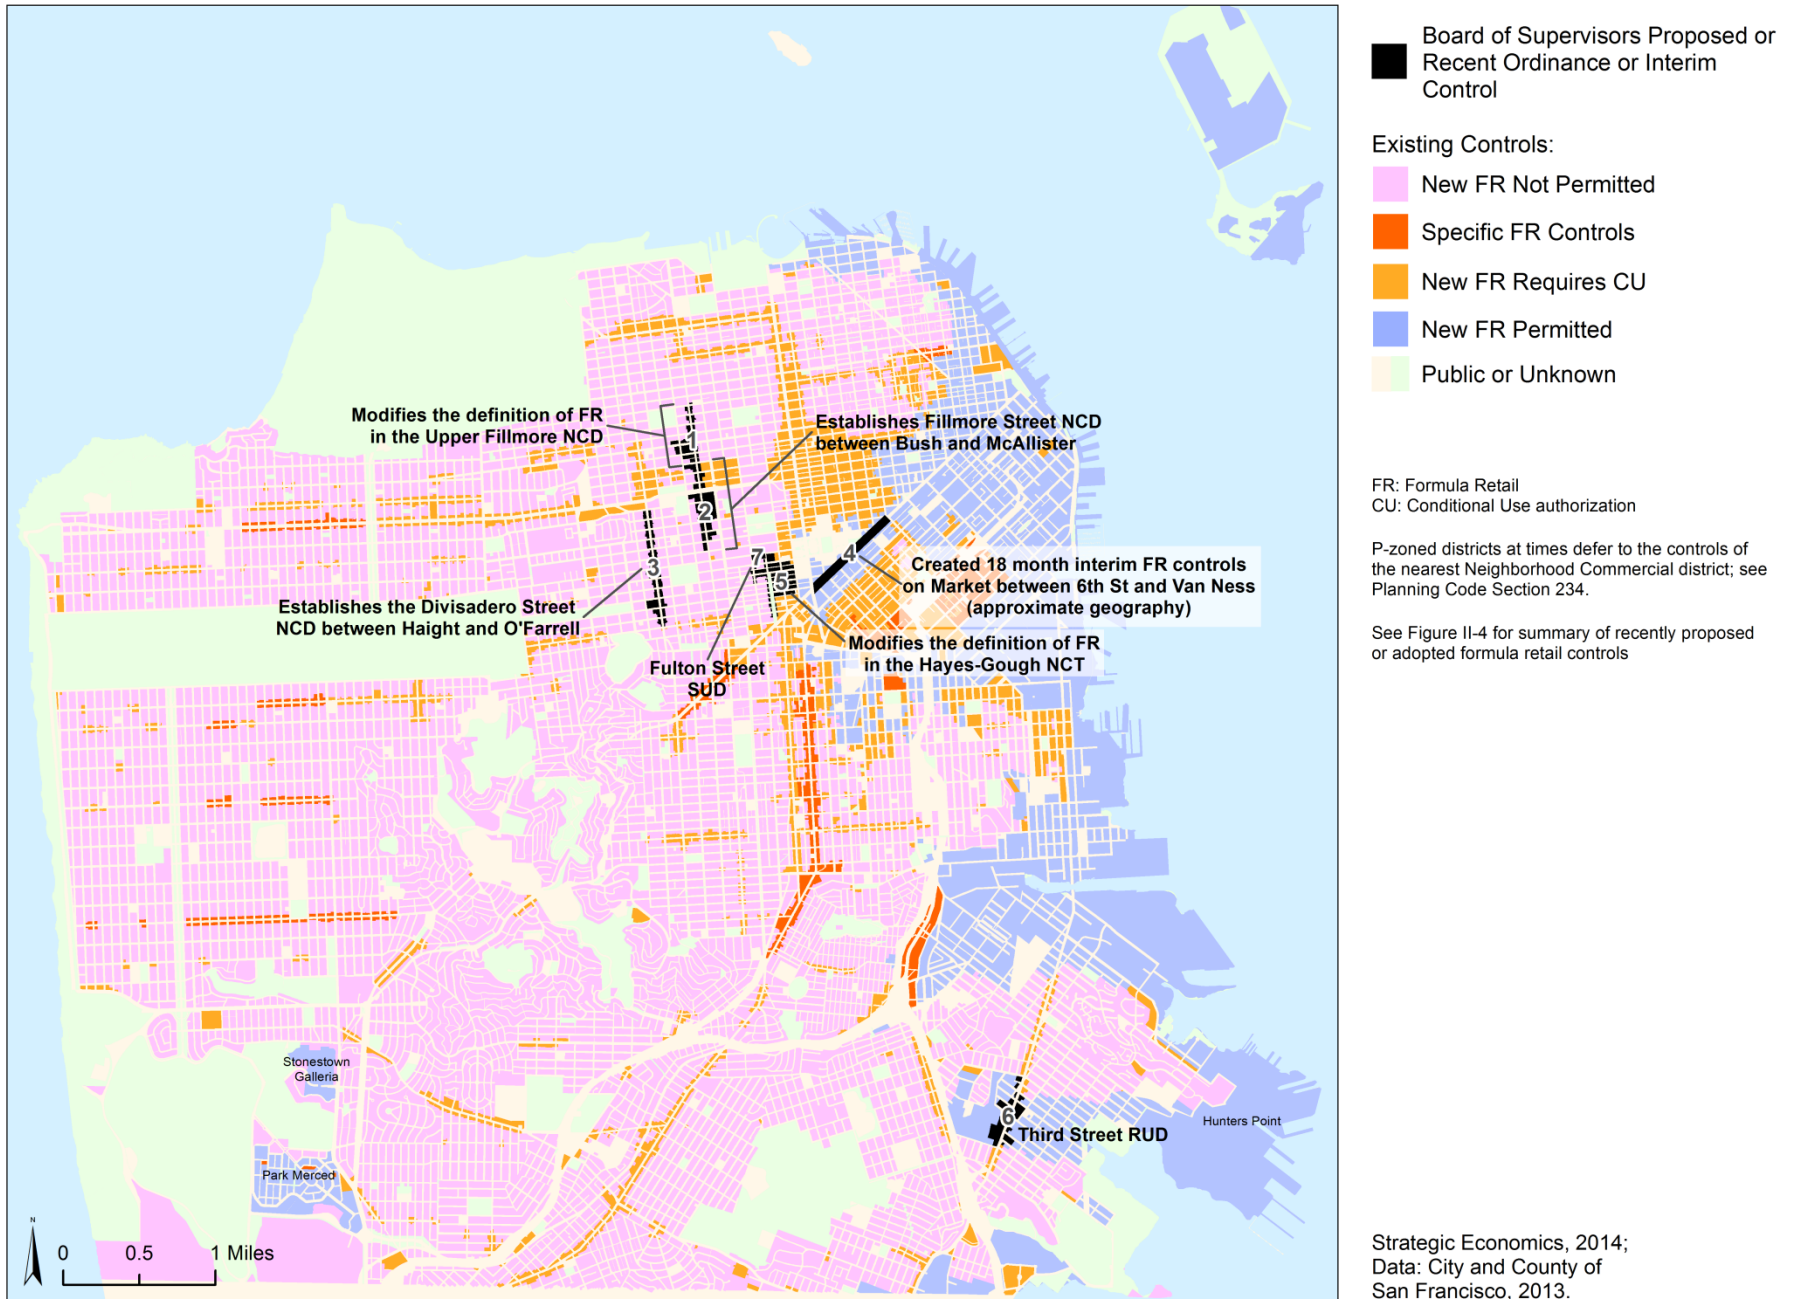 Board of Supervisors Proposed or
Recent Ordinance or Interim
Control
Existing Controls:
New FR Not Permitted
Specific FR Controls
New FR Requires CU
New FR Permitted
Public or Unknown
FR: Formula Retail
CU: Conditional Use authorization
P-zoned districts at times defer to the controls of
the nearest Neighborhood Commercial district; see
Planning Code Section 234.
See Figure II-4 for summary of recently proposed
or adopted formula retail controls
Modifies the definition of FR
in the Upper Fillmore NCD
1
Establishes Fillmore Street NCD
between Bush and McAllister
2
3
Establishes the Divisadero Street
NCD between Haight and O'Farrell
4
Created 18 month interim FR controls
on Market between 6th St and Van Ness
(approximate geography)
7
5
Modifies the definition of FR
in the Hayes-Gough NCT
Fulton Street
SUD
Stonestown
Galleria
Park Merced
6
Third Street RUD
Hunters Point
N
0 0.5 1 Miles
Strategic Economics, 2014;
Data: City and County of
San Francisco, 2013.